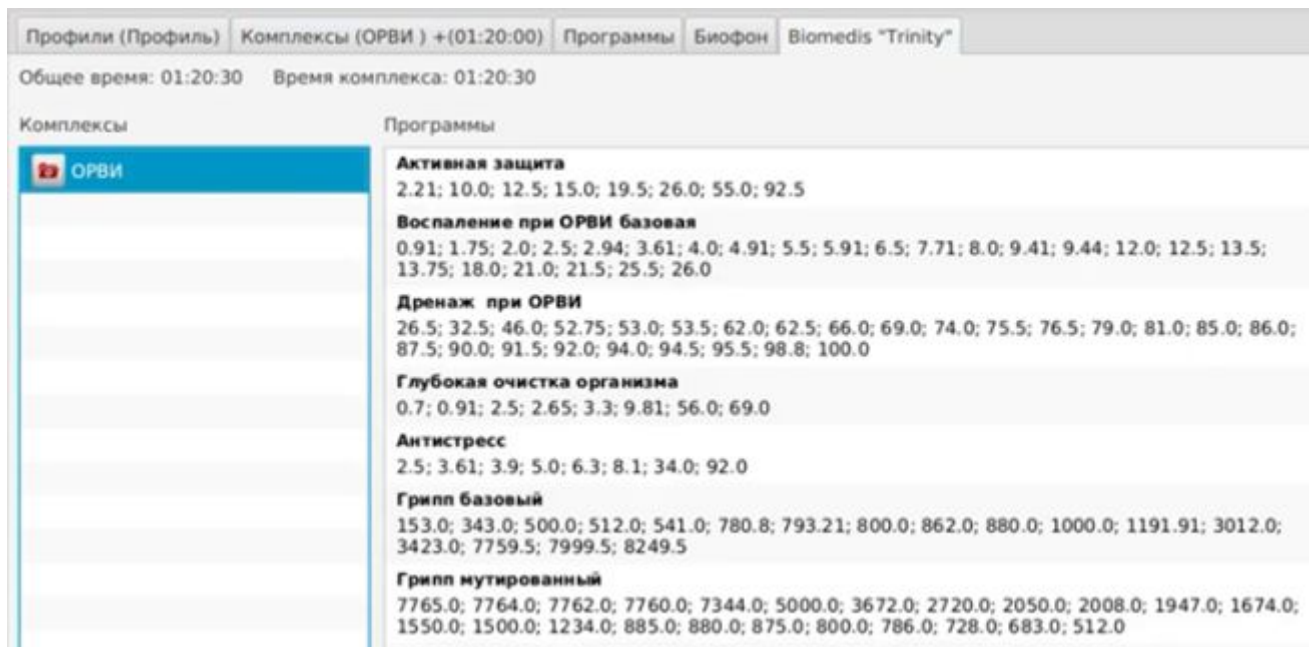 Профили (Профиль) Комплексы (ОРВИ ) +(01:20:00) Программы Биофон Biomedis "Trinity"
Общее время: 01:20:30 Время комплекса: 01:20:30
Комплексы Программы
ОРВИ
Активная защита
2.21; 10.0; 12.5; 15.0; 19.5; 26.0; 55.0; 92.5
Воспаление при ОРВИ базовая
0.91; 1.75; 2.0; 2.5; 2.94; 3.61; 4.0; 4.91; 5.5; 5.91; 6.5; 7.71; 8.0; 9.41; 9.44; 12.0; 12.5; 13.5;
13.75; 18.0; 21.0; 21.5; 25.5; 26.0
Дренаж при ОРВИ
26.5; 32.5; 46.0; 52.75; 53.0; 53.5; 62.0; 62.5; 66.0; 69.0; 74.0; 75.5; 76.5; 79.0; 81.0; 85.0; 86.0;
87.5; 90.0; 91.5; 92.0; 94.0; 94.5; 95.5; 98.8; 100.0
Глубокая очистка организма
0.7; 0.91; 2.5; 2.65; 3.3; 9.81; 56.0; 69.0
Антистресс
2.5; 3.61; 3.9; 5.0; 6.3; 8.1; 34.0; 92.0
Грипп базовый
153.0; 343.0; 500.0; 512.0; 541.0; 780.8; 793.21; 800.0; 862.0; 880.0; 1000.0; 1191.91; 3012.0;
3423.0; 7759.5; 7999.5; 8249.5
Грипп мутированный
7765.0; 7764.0; 7762.0; 7760.0; 7344.0; 5000.0; 3672.0; 2720.0; 2050.0; 2008.0; 1947.0; 1674.0;
1550.0; 1500.0; 1234.0; 885.0; 880.0; 875.0; 800.0; 786.0; 728.0; 683.0; 512.0